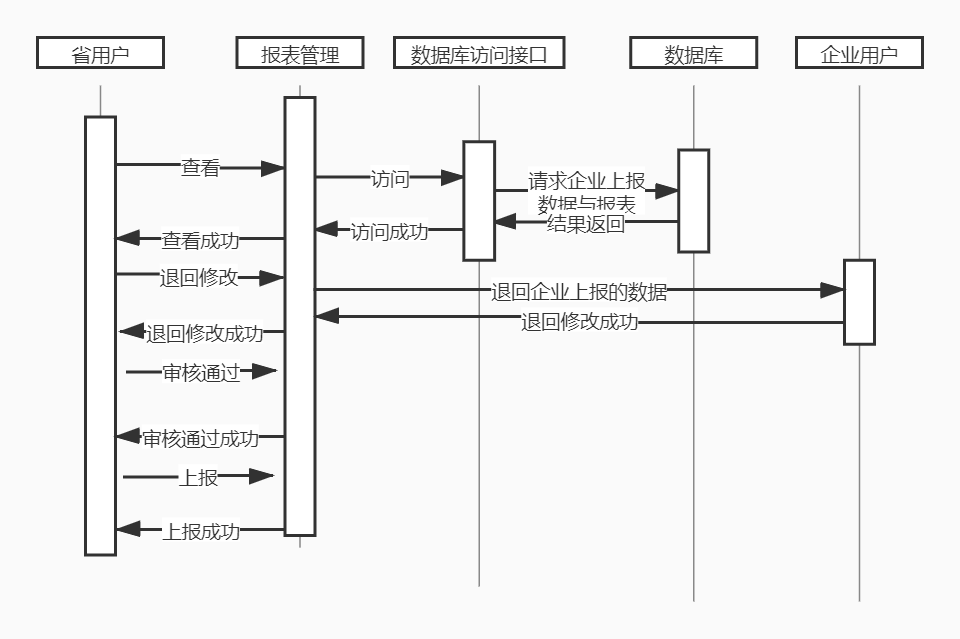 省用户
报表管理
数据库访问接口
数据库
企业用户
查看
访问
请求企业上报
数据与报表
结果返回
访问成功
查看成功
退回修改
退回企业上报的数据
退回修改成功
退回修改成功
审核通过
审核通过成功
上报
上报成功